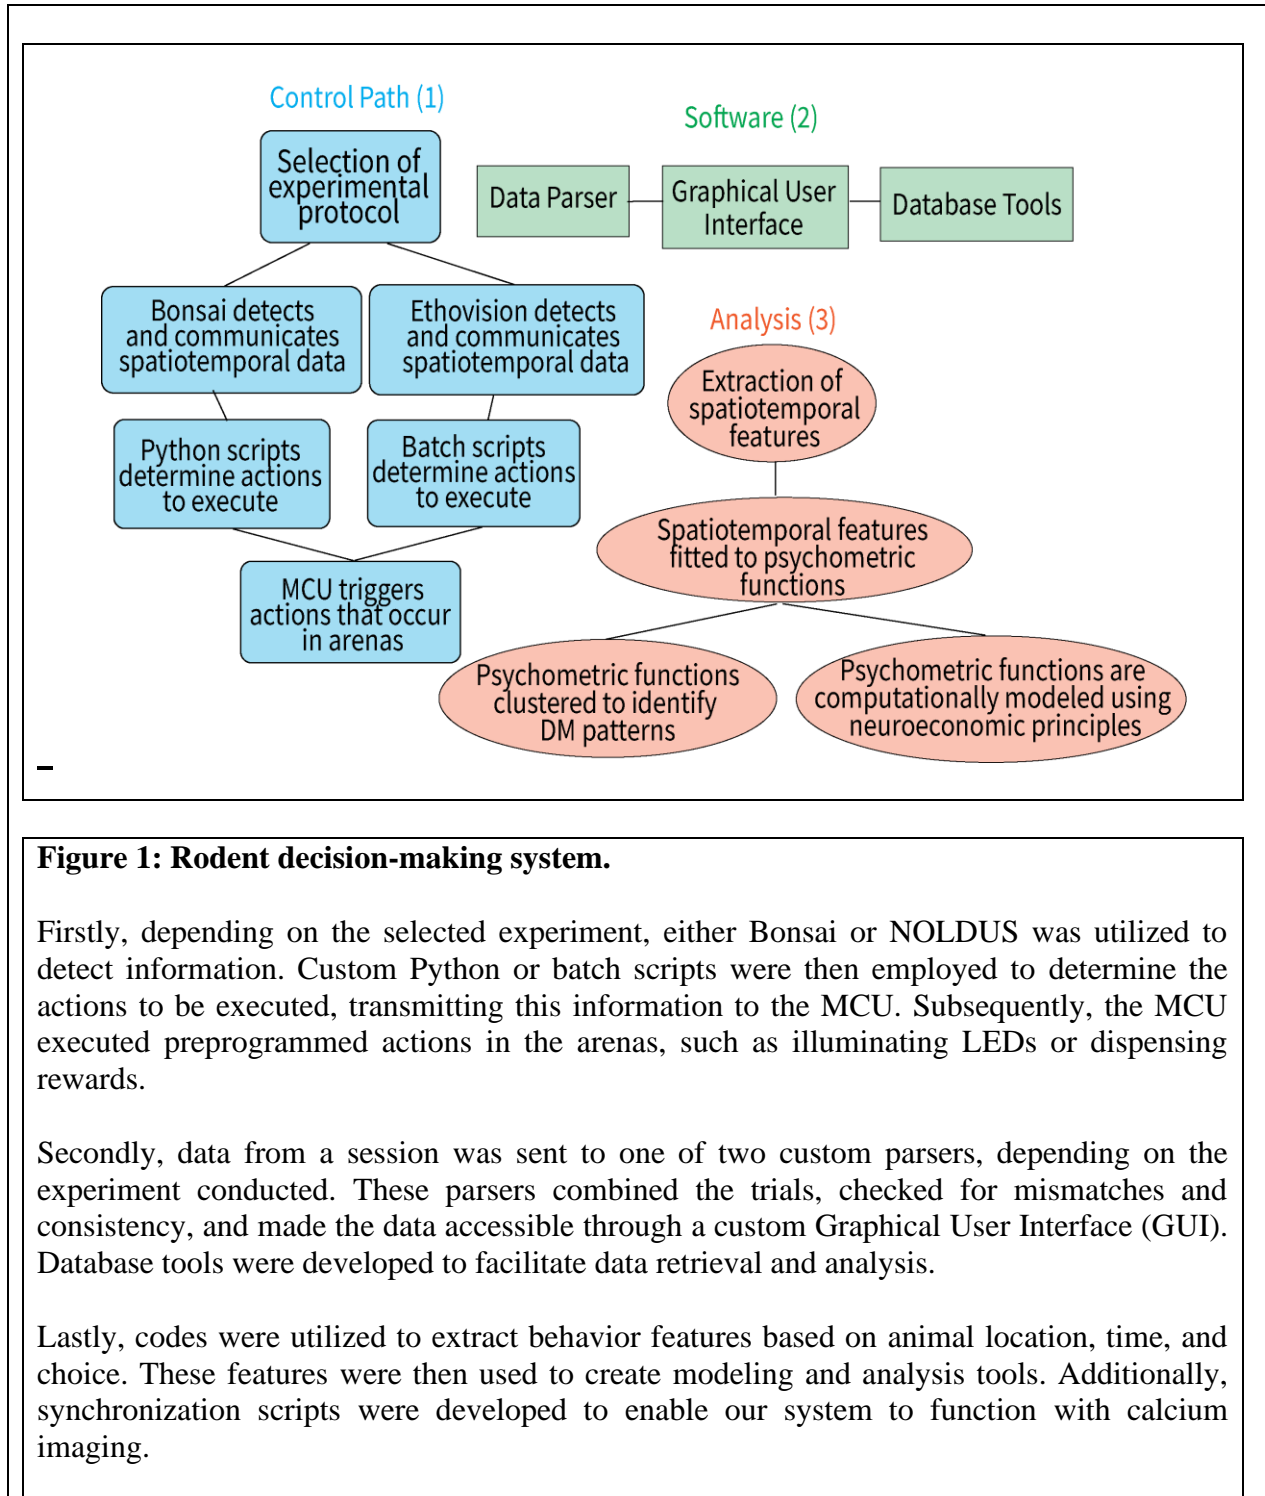 Control Path (1)
Selection of
experimental
protocol
Bonsai detects
and communicates
spatiotemporal data
Ethovision detects
and communicates
spatiotemporal data
Python scripts
determine actions
to execute
Batch scripts
determine actions
to execute
MCU triggers
actions that occur
in arenas
Software (2)
Data Parser
Graphical User
Interface
Database Tools
Analysis (3)
Extraction of
spatiotemporal
features
Spatiotemporal features
fitted to psychometric
functions
Psychometric functions
clustered to identify
DM patterns
Psychometric functions are
computationally modeled using
neuroeconomic principles
Figure 1: Rodent decision-making system.
Firstly, depending on the selected experiment, either Bonsai or NOLDUS was utilized to
detect information. Custom Python or batch scripts were then employed to determine the
actions to be executed, transmitting this information to the MCU. Subsequently, the MCU
executed preprogrammed actions in the arenas, such as illuminating LEDs or dispensing
rewards.
Secondly, data from a session was sent to one of two custom parsers, depending on the
experiment conducted. These parsers combined the trials, checked for mismatches and
consistency, and made the data accessible through a custom Graphical User Interface (GUI).
Database tools were developed to facilitate data retrieval and analysis.
Lastly, codes were utilized to extract behavior features based on animal location, time, and
choice. These features were then used to create modeling and analysis tools. Additionally,
synchronization scripts were developed to enable our system to function with calcium
imaging.